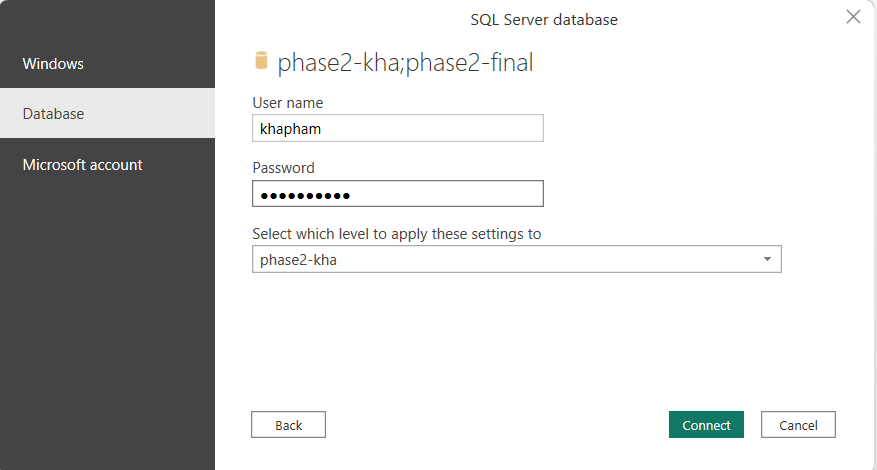 SQL Server database
Windows
Database
Microsoft account
phase2-kha;phase2-final
User name
khapham
Password
●●●●●●●●●●
Select which level to apply these settings to
phase2-kha
Back
Connect
Cancel